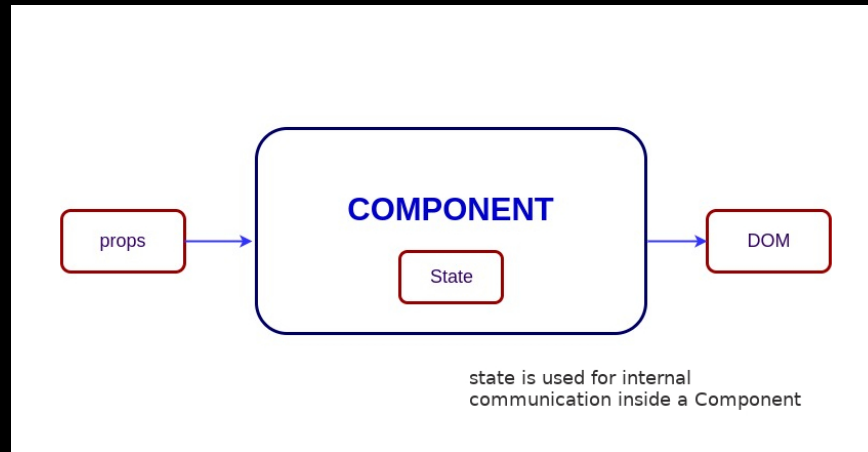 COMPONENT
props
State
DOM
state is used for internal
communication inside a Component